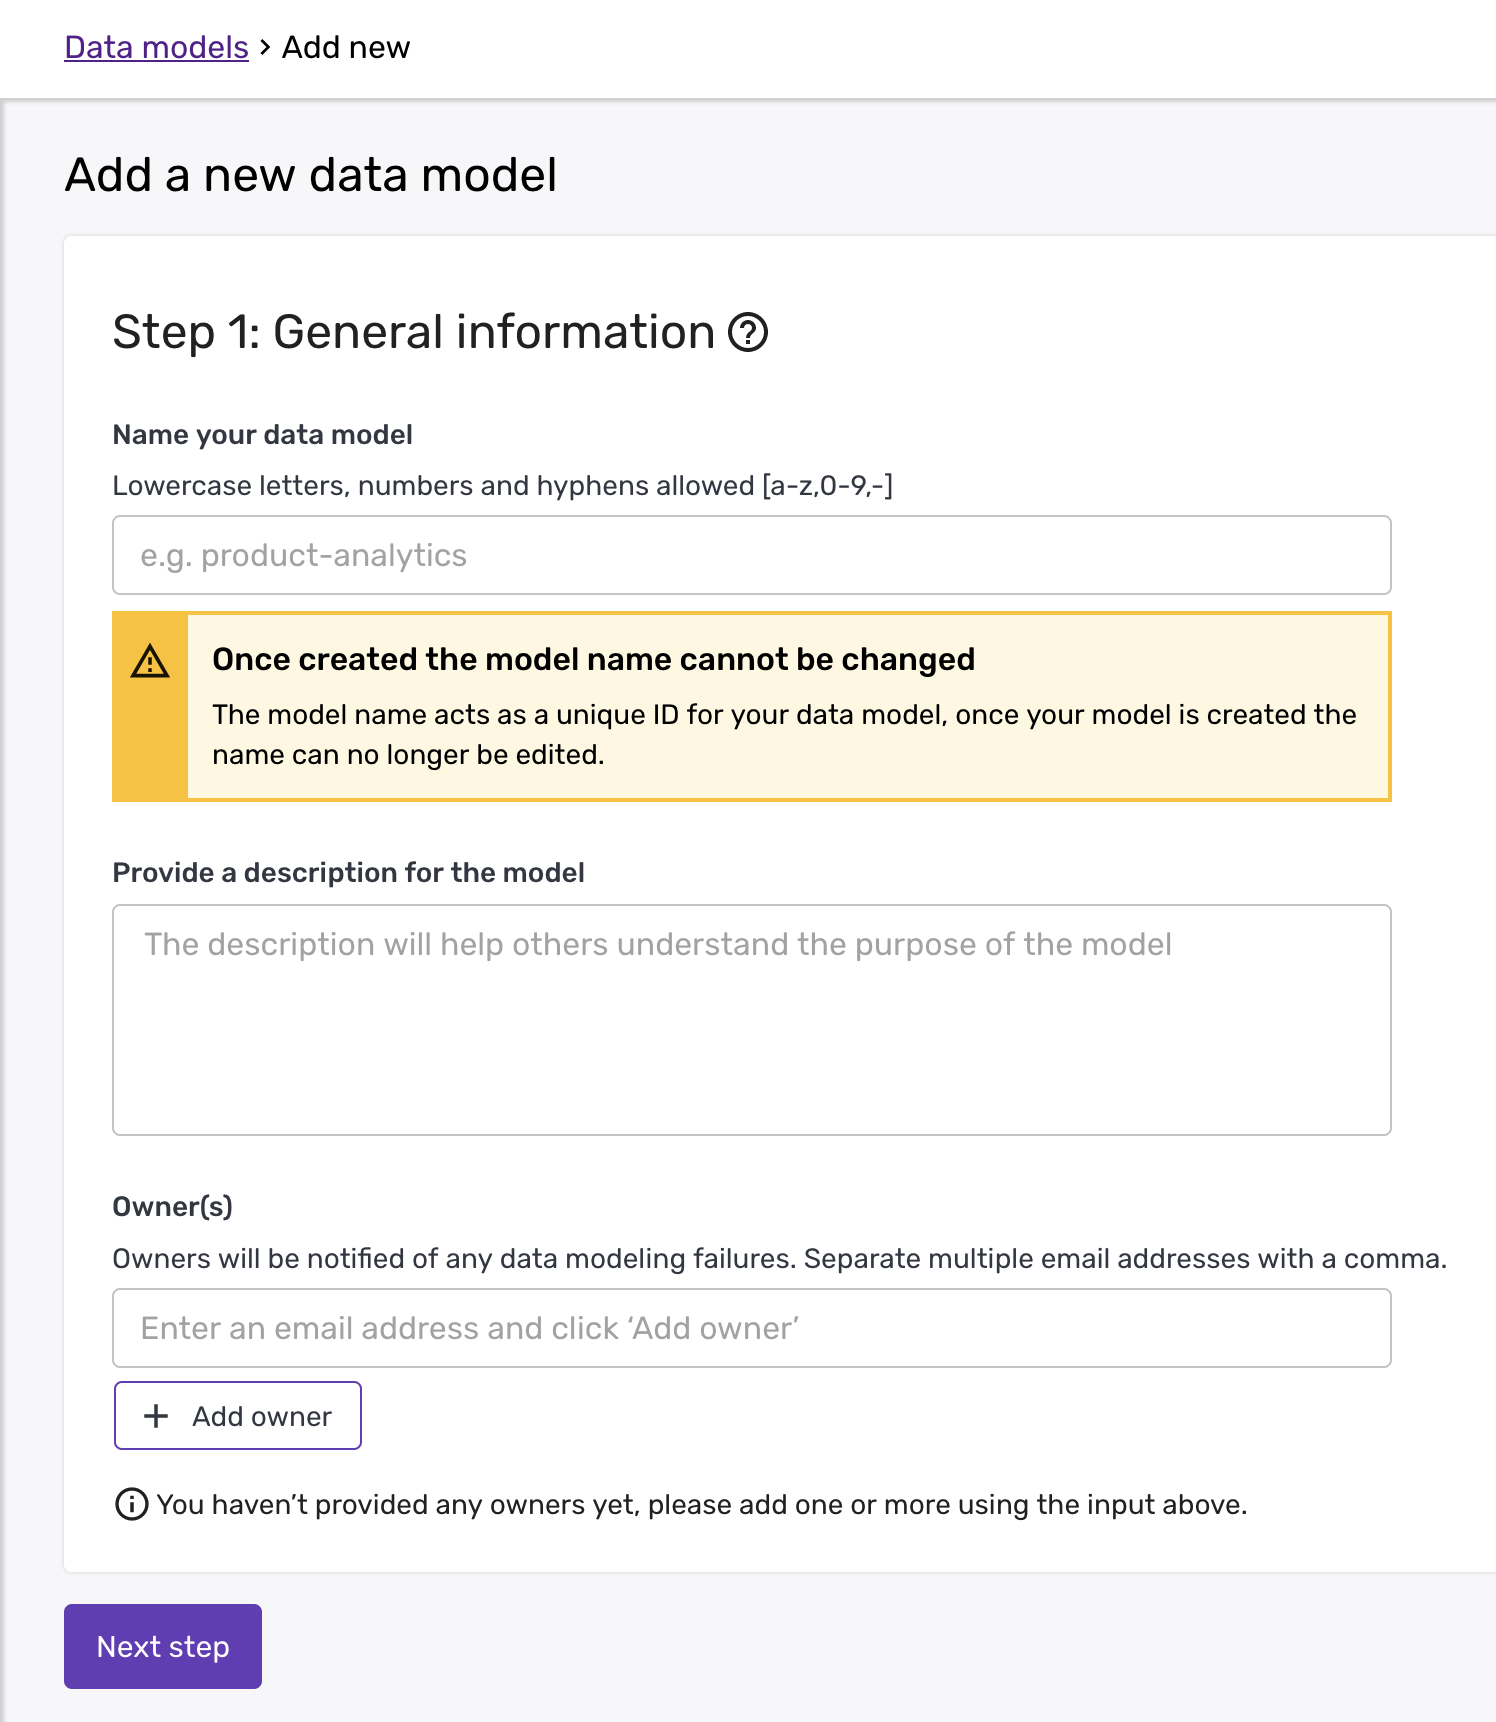 Data models > Add new
Add a new data model
Step 1: General information
Name your data model
Lowercase letters, numbers and hyphens allowed [a-z,0-9,-]
e.g. product-analytics
Once created the model name cannot be changed
The model name acts as a unique ID for your data model, once your model is created the
name can no longer be edited.
Provide a description for the model
The description will help others understand the purpose of the model
Owner(s)
Owners will be notified of any data modeling failures. Separate multiple email addresses with a comma.
Enter an email address and click ‘Add owner’
+ Add owner
You haven’t provided any owners yet, please add one or more using the input above.
Next step